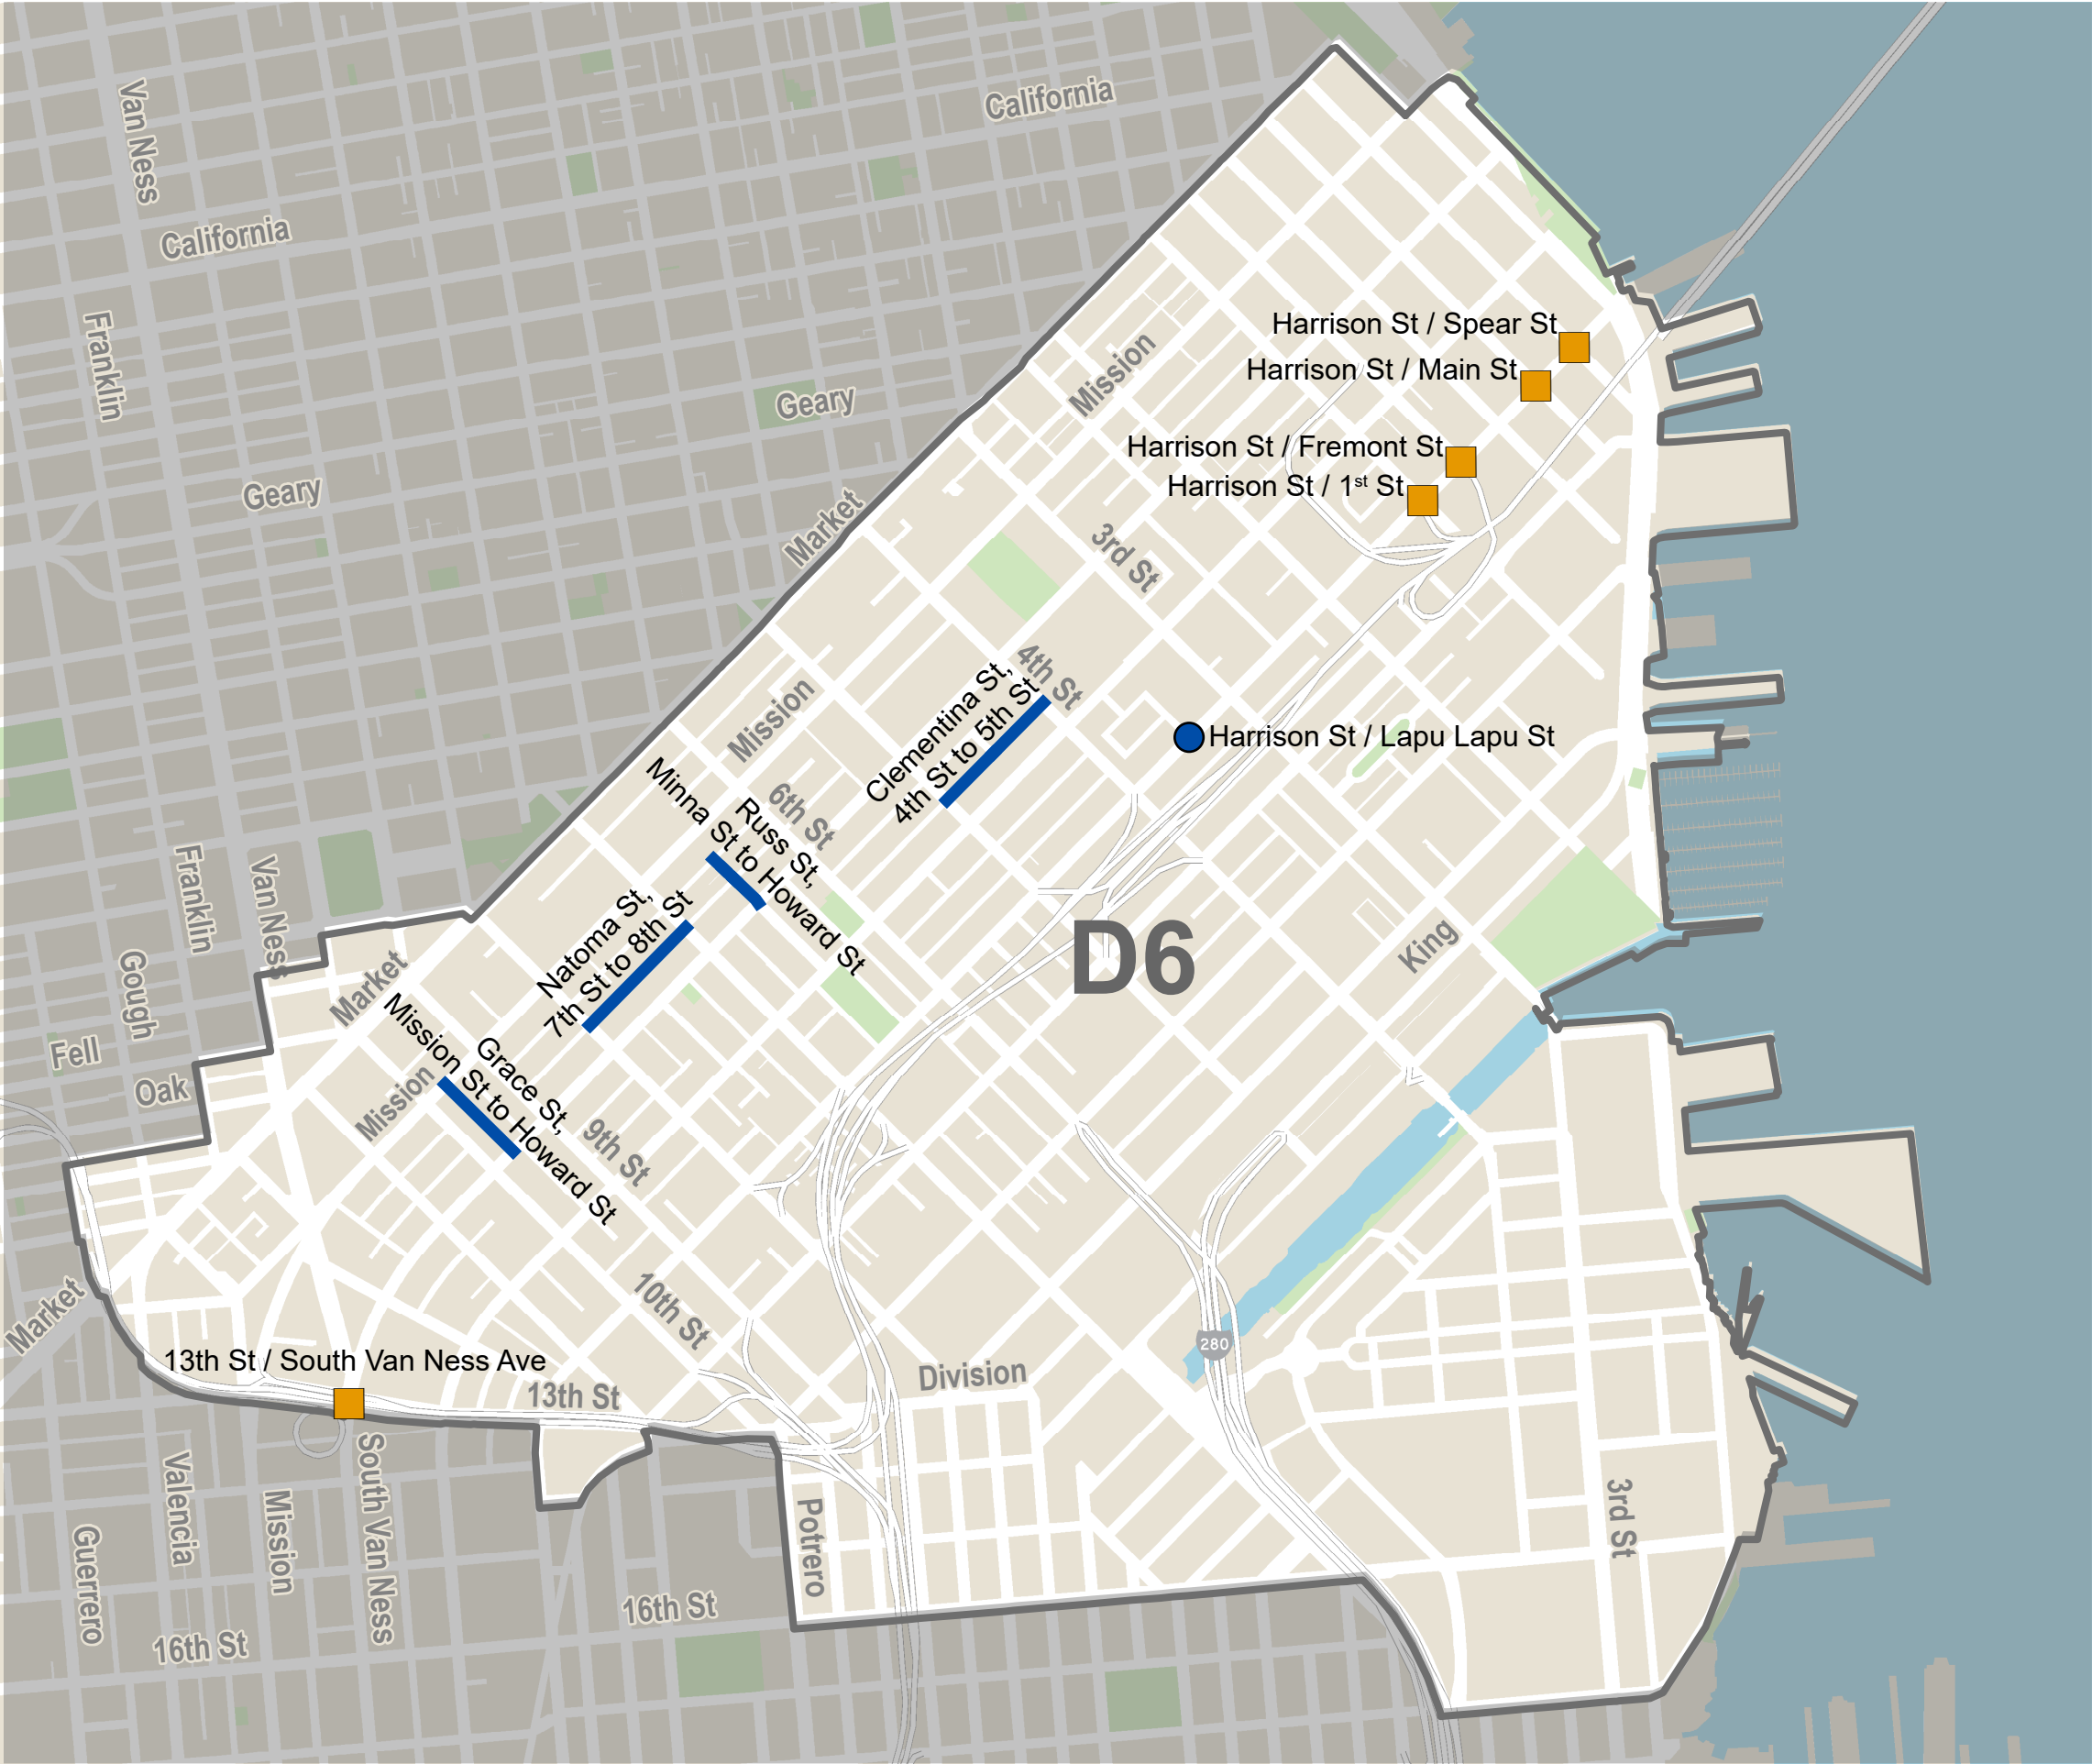 Van Ness
California
California
Franklin
Geary
Geary
Market
Mission
Harrison St / Spear St
Harrison St / Main St
Harrison St / Fremont St
Harrison St / 1st St
3rd St
4th St
Clementina St,
4th St to 5th St
Harrison St / Lapu Lapu St
Mission
6th St
Russ St,
Minna St to Howard St
Natoma St,
7th St to 8th St
Franklin
Van Ness
Gough
Fell
Oak
Market
Mission
Grace St,
Mission St to Howard St
9th St
D6
King
10th St
Market
13th St / South Van Ness Ave
13th St
Division
280
Valencia
Guerrero
Mission
South Van Ness
Potrero
16th St
16th St
3rd St